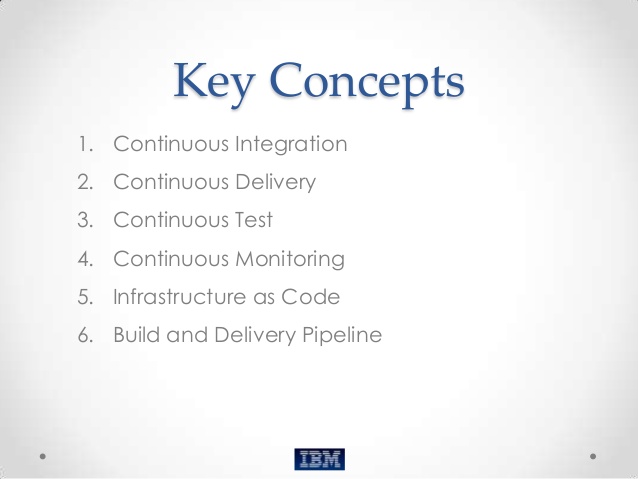 Key Concepts
1. Continuous Integration
2. Continuous Delivery
3. Continuous Test
4. Continuous Monitoring
5. Infrastructure as Code
6. Build and Delivery Pipeline
IBM